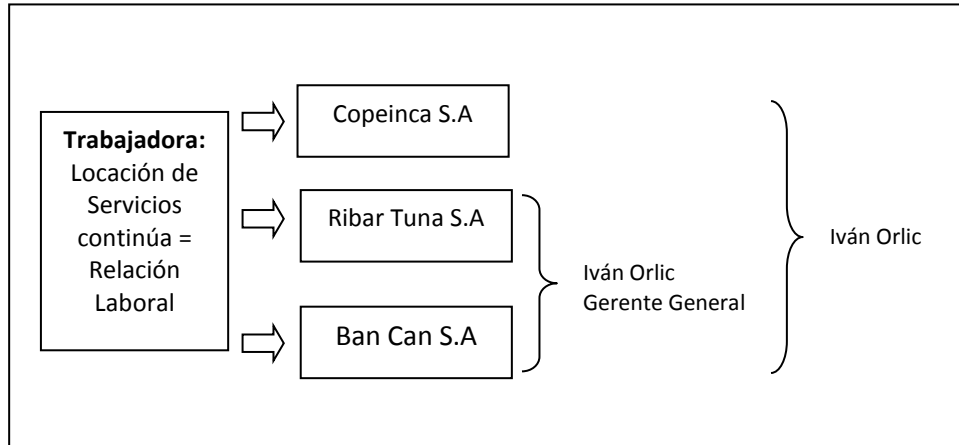 Trabajadora:
Locación de
Servicios
continúa =
Relación
Laboral
Copeinca S.A
Ribar Tuna S.A
Ban Can S.A
Iván Orlic
Gerente General
Iván Orlic